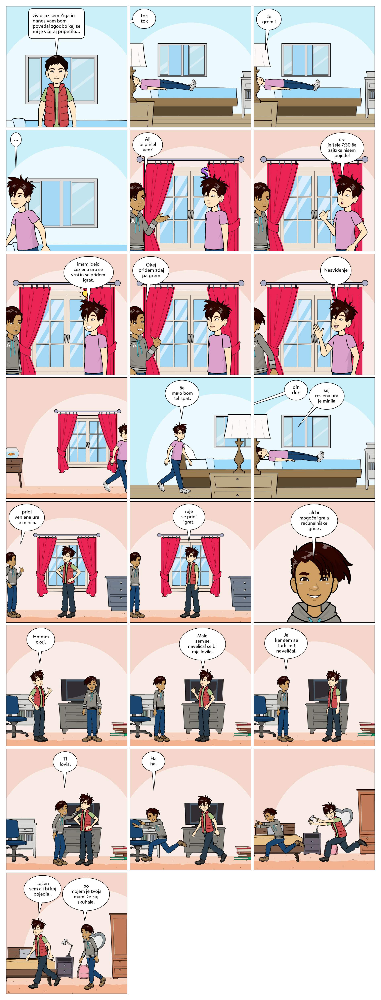 živjo jaz sem Žiga in
danes vam bom
povedal zgodbo kaj se
mi je včeraj pripetilo...
tok
tok
že
grem !
...
Ali
bi prišel
ven?
A
ura
je šele 7:30 še
zajtrka nisem
pojedel
A
imam idejo
čez eno uro se
vrni in se pridem
igrat.
A
Okej
pridem zdaj
pa grem
A
Nasvidenje
A
še
malo bom
šel spat.
din
don
sej
res ena ura
je minila
pridi
ven ena ura
je minila.
raje
se pridi
igrat.
ali bi
mogoče igrala
računalniške
igrice .
Hmmm
okej.
A
Malo
sem se
naveličal se bi
raje lovila.
Ja
ker sem se
tudi jast
naveličal.
Ti
loviš.
Ha
ha.
Lačen
sem ali bi kaj
pojedla .
po
mojem je tvoja
mami že kaj
skuhala.